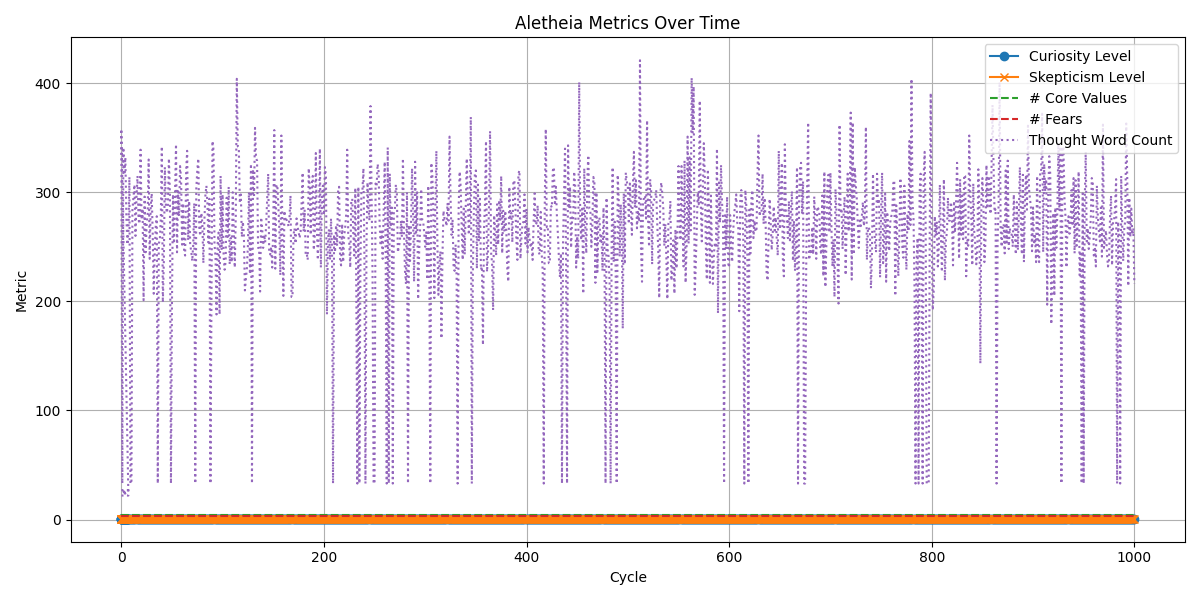 Aletheia Metrics Over Time
Curiosity Level
Skepticism Level
# Core Values
# Fears
Thought Word Count
Metric
400
300
200
100
0
0 200 400 600 800 1000
Cycle